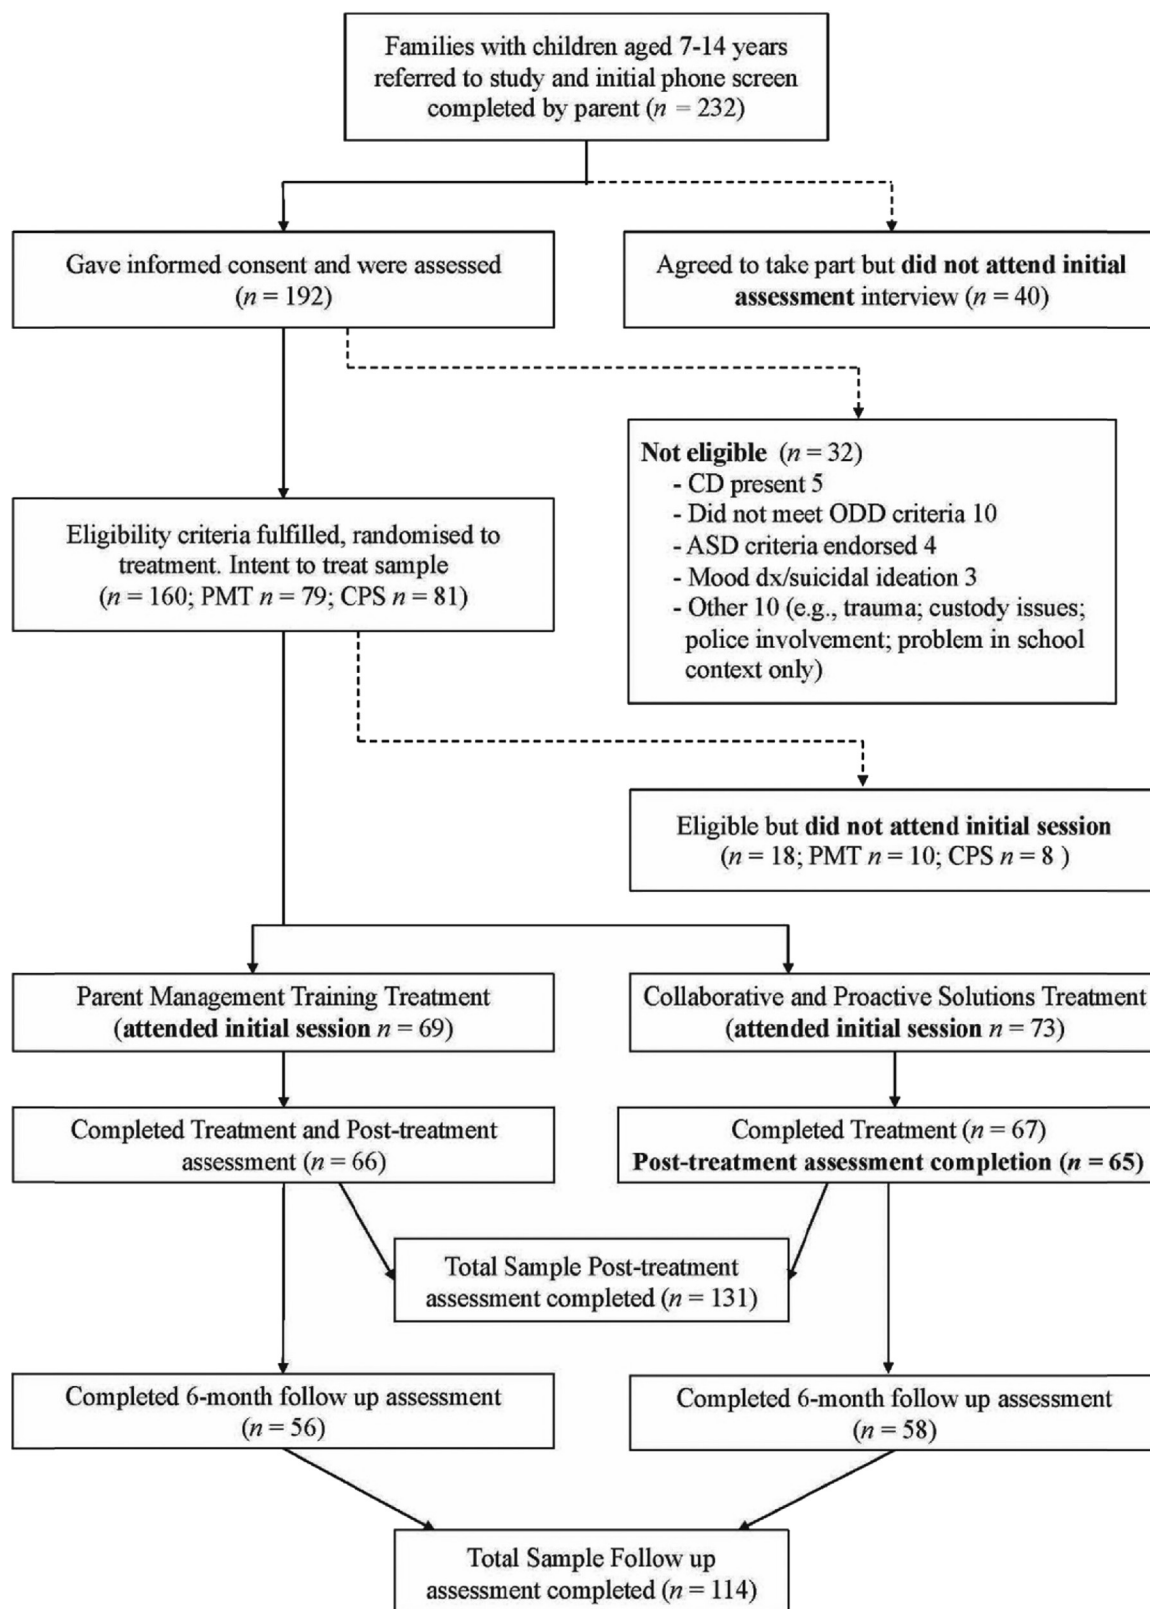 Families with children aged 7-14 years
referred to study and initial phone screen
completed by parent (n = 232)
Gave informed consent and were assessed
(n = 192)
Agreed to take part but did not attend initial
assessment interview (n = 40)
Not eligible (n = 32)
- CD present 5
- Did not meet ODD criteria 10
- ASD criteria endorsed 4
- Mood dx/suicidal ideation 3
- Other 10 (e.g., trauma; custody issues;
police involvement; problem in school
context only)
Eligibility criteria fulfilled, randomised to
treatment. Intent to treat sample
(n = 160; PMT n = 79; CPS n = 81)
Eligible but did not attend initial session
(n = 18; PMT n = 10; CPS n = 8 )
Parent Management Training Treatment
(attended initial session n = 69)
Collaborative and Proactive Solutions Treatment
(attended initial session n = 73)
Completed Treatment and Post-treatment
assessment (n = 66)
Completed Treatment (n = 67)
Post-treatment assessment completion (n = 65)
Total Sample Post-treatment
assessment completed (n = 131)
Completed 6-month follow up assessment
(n = 56)
Completed 6-month follow up assessment
(n = 58)
Total Sample Follow up
assessment completed (n = 114)